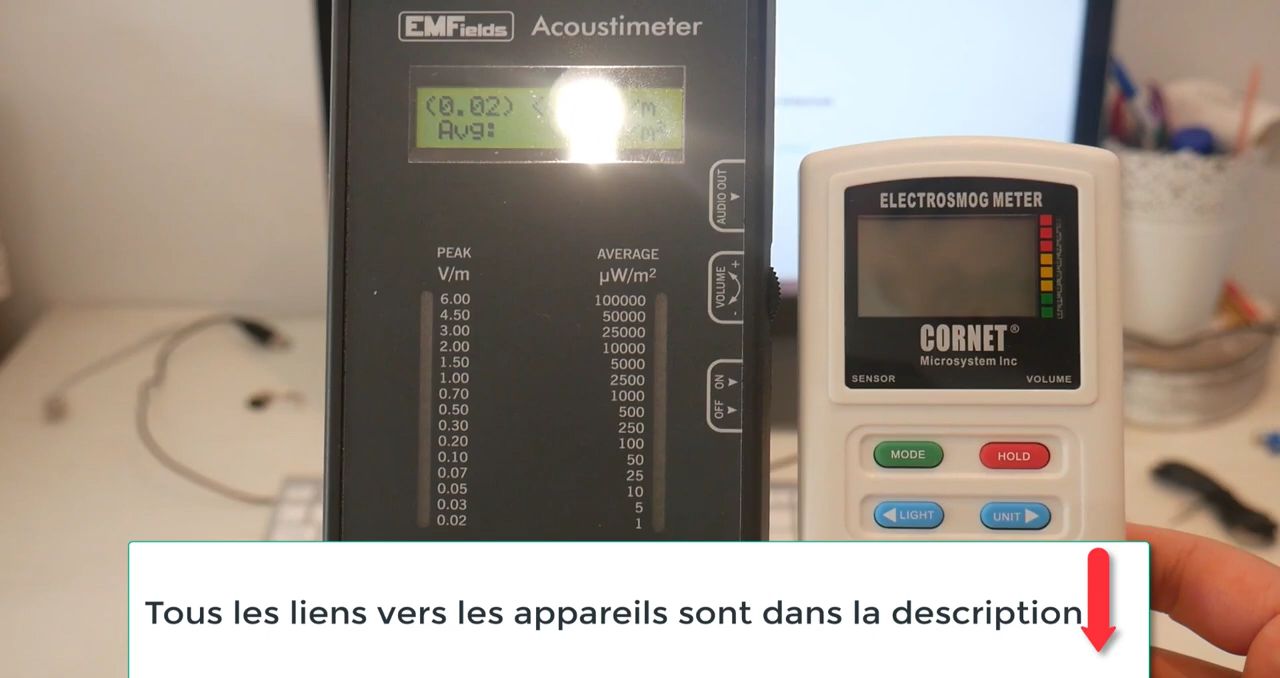 EMFields Acoustimeter
(0.02) < /m
Avg: m²
AUDIO OUT
VOLUME
- +
OFF ON
PEAK AVERAGE
V/m µW/m²
6.00 100000
4.50 50000
3.00 25000
2.00 10000
1.50 5000
1.00 2500
0.70 1000
0.50 500
0.30 250
0.20 100
0.10 50
0.07 25
0.05 10
0.03 5
0.02 1
ELECTROSMOG METER
CORNET®
Microsystem Inc
SENSOR VOLUME
MODE HOLD
LIGHT UNIT
Tous les liens vers les appareils sont dans la description